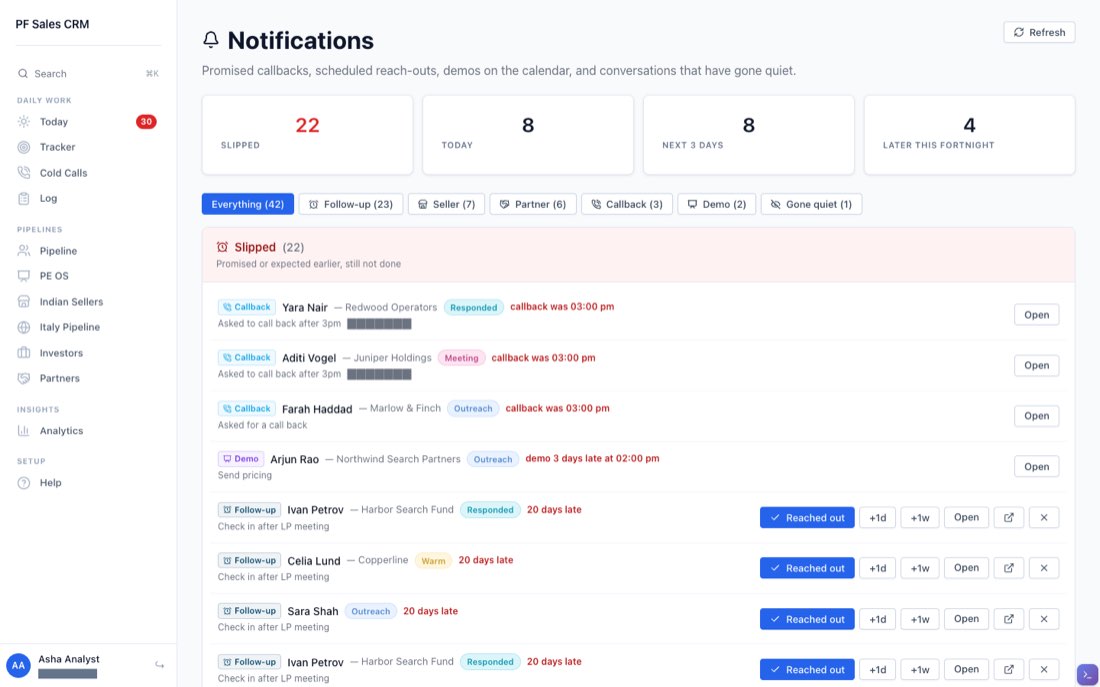 PF Sales CRM
Search ⌘K
DAILY WORK
Today 30
Tracker
Cold Calls
Log
PIPELINES
Pipeline
PE OS
Indian Sellers
Italy Pipeline
Investors
Partners
INSIGHTS
Analytics
SETUP
Help
AA Asha Analyst
Notifications
Refresh
Promised callbacks, scheduled reach-outs, demos on the calendar, and conversations that have gone quiet.
22
SLIPPED
8
TODAY
8
NEXT 3 DAYS
4
LATER THIS FORTNIGHT
Everything (42) Follow-up (23) Seller (7) Partner (6) Callback (3) Demo (2) Gone quiet (1)
Slipped (22)
Promised or expected earlier, still not done
Callback Yara Nair — Redwood Operators Responded callback was 03:00 pm Open
Asked to call back after 3pm
Callback Aditi Vogel — Juniper Holdings Meeting callback was 03:00 pm Open
Asked to call back after 3pm
Callback Farah Haddad — Marlow & Finch Outreach callback was 03:00 pm Open
Asked for a call back
Demo Arjun Rao — Northwind Search Partners Outreach demo 3 days late at 02:00 pm Open
Send pricing
Follow-up Ivan Petrov — Harbor Search Fund Responded 20 days late Reached out +1d +1w Open
Check in after LP meeting
Follow-up Celia Lund — Copperline Warm 20 days late Reached out +1d +1w Open
Check in after LP meeting
Follow-up Sara Shah Outreach 20 days late Reached out +1d +1w Open
Check in after LP meeting
Follow-up Ivan Petrov — Harbor Search Fund Responded 20 days late Reached out +1d +1w Open
Check in after LP meeting